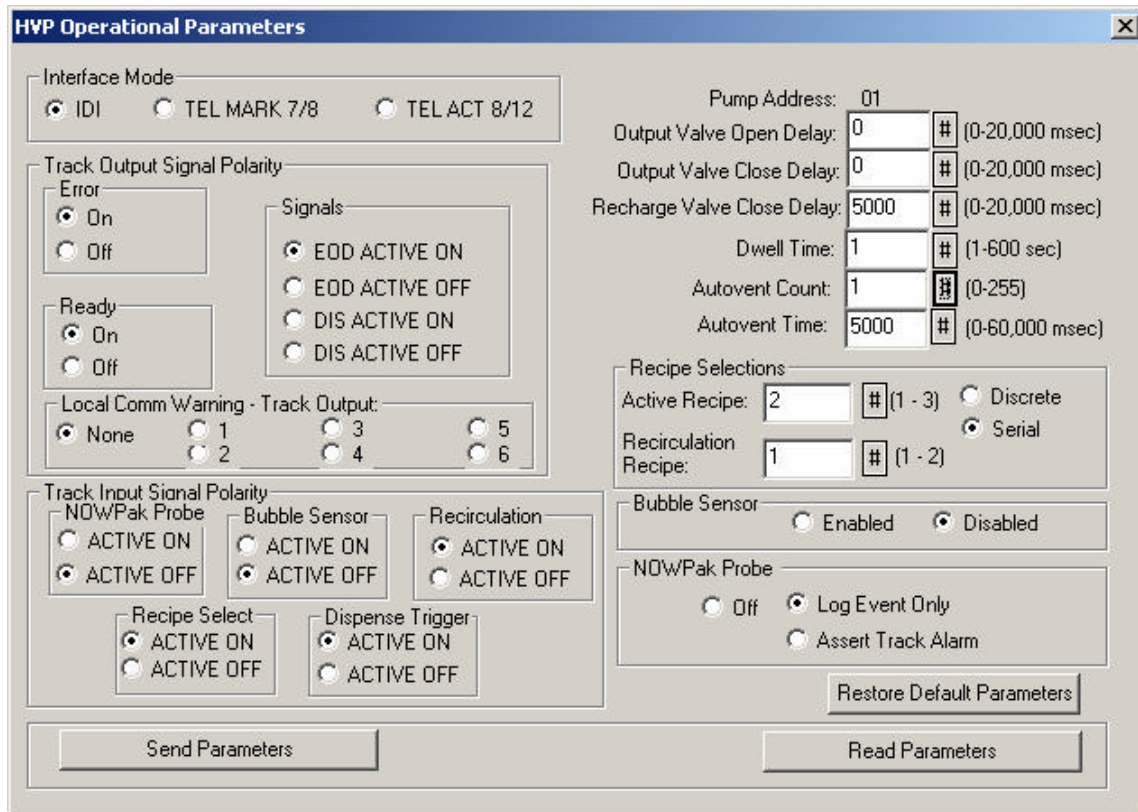 HVP Operational Parameters
Interface Mode
IDI TEL MARK 7/8 TEL ACT 8/12
Track Output Signal Polarity
Error
On
Off
Signals
EOD ACTIVE ON
EOD ACTIVE OFF
DIS ACTIVE ON
DIS ACTIVE OFF
Ready
On
Off
Local Comm Warning - Track Output:
None 1 3 5
2 4 6
Track Input Signal Polarity
NOWPak Probe
ACTIVE ON
ACTIVE OFF
Bubble Sensor
ACTIVE ON
ACTIVE OFF
Recirculation
ACTIVE ON
ACTIVE OFF
Recipe Select
ACTIVE ON
ACTIVE OFF
Dispense Trigger
ACTIVE ON
ACTIVE OFF
Pump Address: 01
Output Valve Open Delay: 0 # (0-20,000 msec)
Output Valve Close Delay: 0 # (0-20,000 msec)
Recharge Valve Close Delay: 5000 # (0-20,000 msec)
Dwell Time: 1 # (1-600 sec)
Autovent Count: 1 # (0-255)
Autovent Time: 5000 # (0-60,000 msec)
Recipe Selections
Active Recipe: 2 # (1 - 3)
Discrete
Serial
Recirculation
Recipe: 1 # (1 - 2)
Bubble Sensor
Enabled Disabled
NOWPak Probe
Off Log Event Only
Assert Track Alarm
Restore Default Parameters
Send Parameters Read Parameters